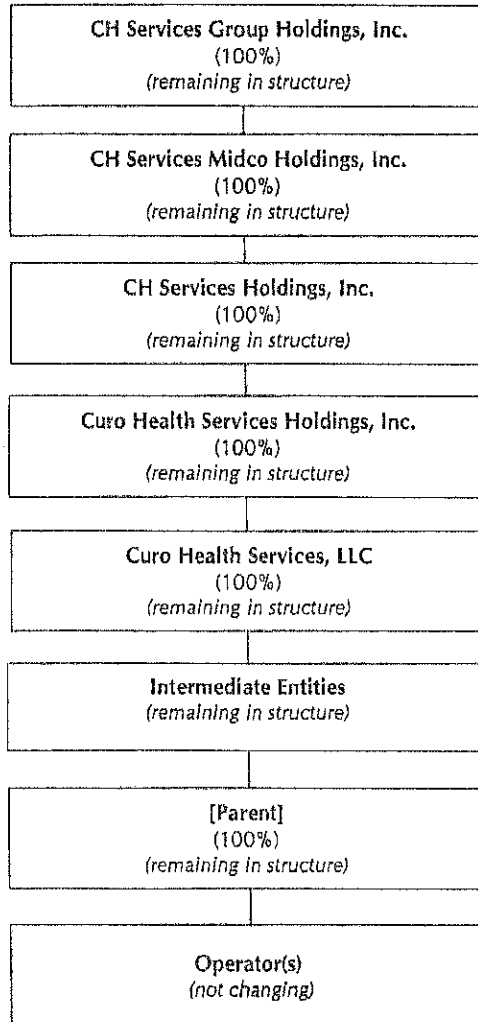 CH Services Group Holdings, Inc.
(100%)
(remaining in structure)
CH Services Midco Holdings, Inc.
(100%)
(remaining in structure)
CH Services Holdings, Inc.
(100%)
(remaining in structure)
Curo Health Services Holdings, Inc.
(100%)
(remaining in structure)
Curo Health Services, LLC
(100%)
(remaining in structure)
Intermediate Entities
(remaining in structure)
[Parent]
(100%)
(remaining in structure)
Operator(s)
(not changing)